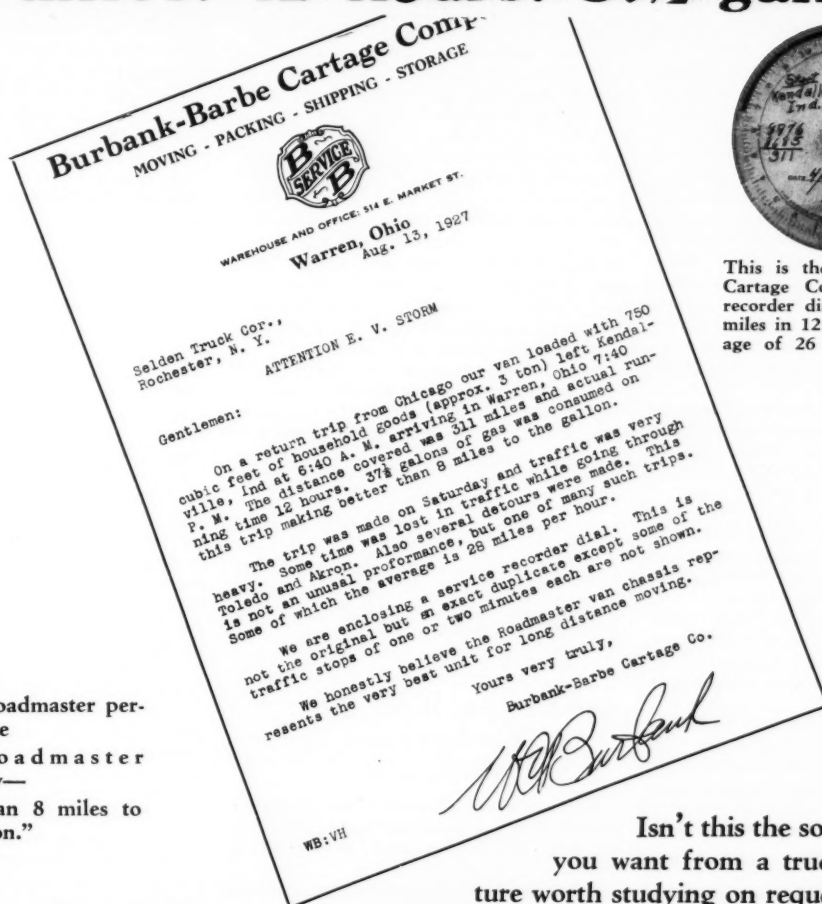 Burbank-Barbe Cartage
MOVING - PACKING - SHIPPING - STORAGE
B
SERVICE
B
WAREHOUSE AND OFFICE: 514 E. MARKET ST.
Warren, Ohio
Aug. 13, 1927
Selden Truck Cor.,
Rochester, N. Y.
ATTENTION E. V. STORM
Gentlemen:
On a return trip from Chicago our van loaded with 750
cubic feet of household goods (approx. 3 ton) left Kendal-
ville, Ind at 6:40 A. M. arriving in Warren, Ohio 7:40
P. M. The distance covered was 311 miles and actual run-
ning time 12 hours. 37½ galons of gas was consumed on
this trip making better than 8 miles to the gallon.
The trip was made on Saturday and traffic was very
heavy. Some time was lost in traffic while going through
Toledo and Akron. Also several detours were made. This
is not an unusal proformance, but one of many such trips.
Some of which the average is 28 miles per hour.
We are enclosing a service recorder dial. This is
not the original but an exact duplicate except some of the
traffic stops of one or two minutes each are not shown.
We honestly believe the Roadmaster van chassis rep-
resents the very best unit for long distance moving.
Yours very truly,
Burbank-Barbe Cartage Co.
Burbank
WB:VH
Ind.
311
This is the
Cartage
recorder
miles in 12
age of 26
oadmaster per-
oadmaster
an 8 miles to
on."
Isn't this the
you want from a
ture worth studying on